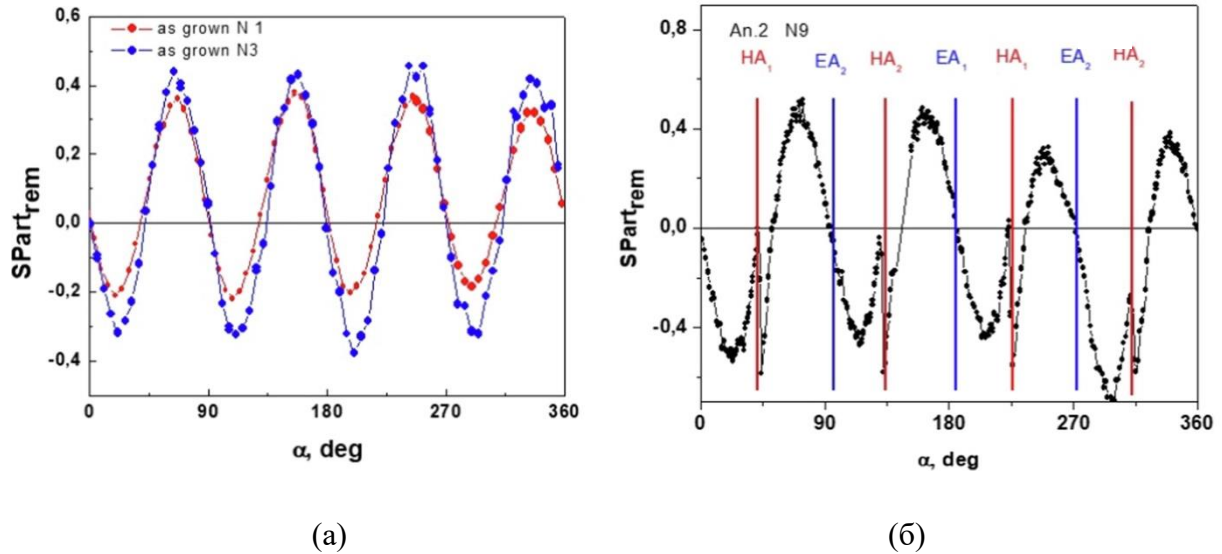 as grown N 1
as grown N3
SPart_rem
0,4
0,2
0,0
-0,2
-0,4
0
90
180
270
360
α, deg
(а)
An.2 N9
HA₁
EA₂
HA₂
EA₁
HA₁
EA₂
HA₂
SPart_rem
0,8
0,4
0,0
-0,4
0
90
180
270
360
α, deg
(б)